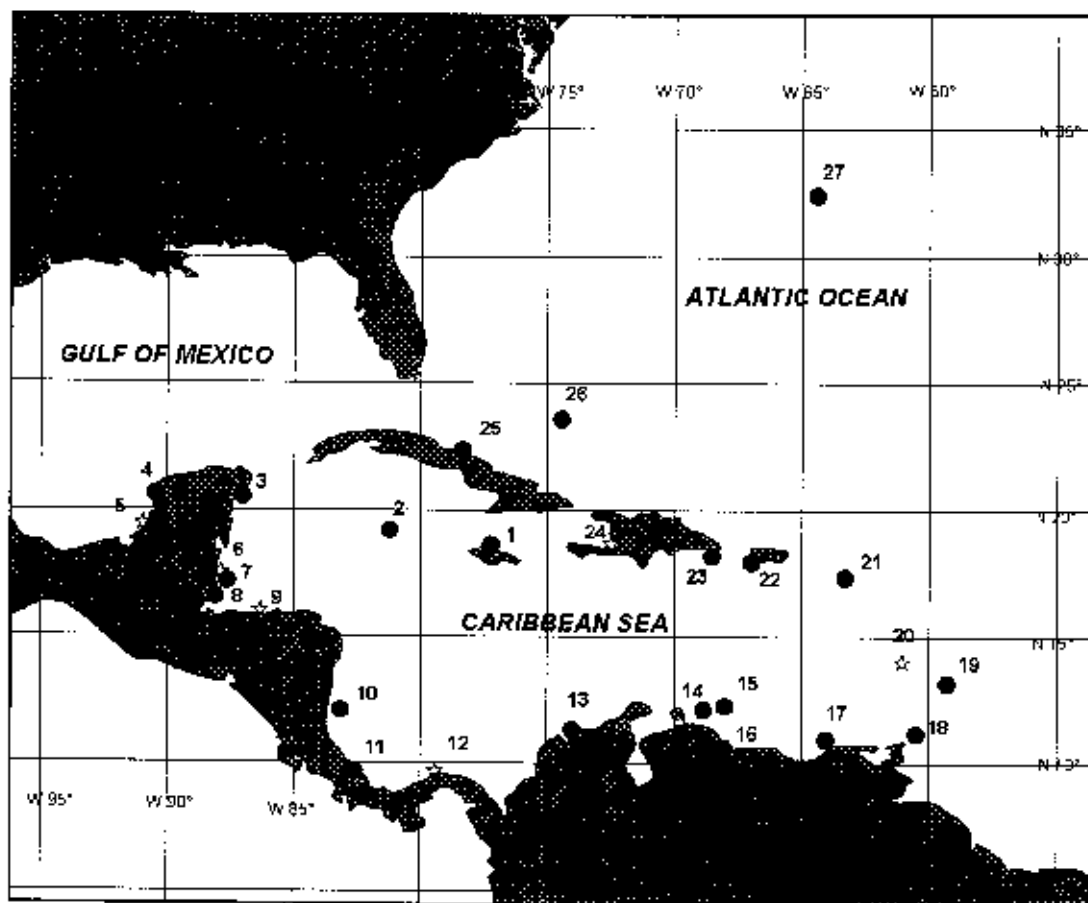 W 75° W 70° W 65° W 60°
N 35°
27
N 30°
ATLANTIC OCEAN
GULF OF MEXICO
N 25°
26
25
4 3
5 2 N 20°
1 24
6
7 23 22 21
8 9
CARIBBEAN SEA
20 N 15°
19
10 13 14 15
17 18
11 12 16
N 10°
W 95° W 90° W 85°